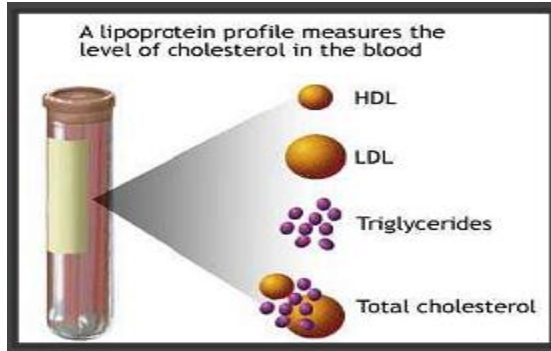 A lipoprotein profile measures the
level of cholesterol in the blood
HDL
LDL
Triglycerides
Total cholesterol